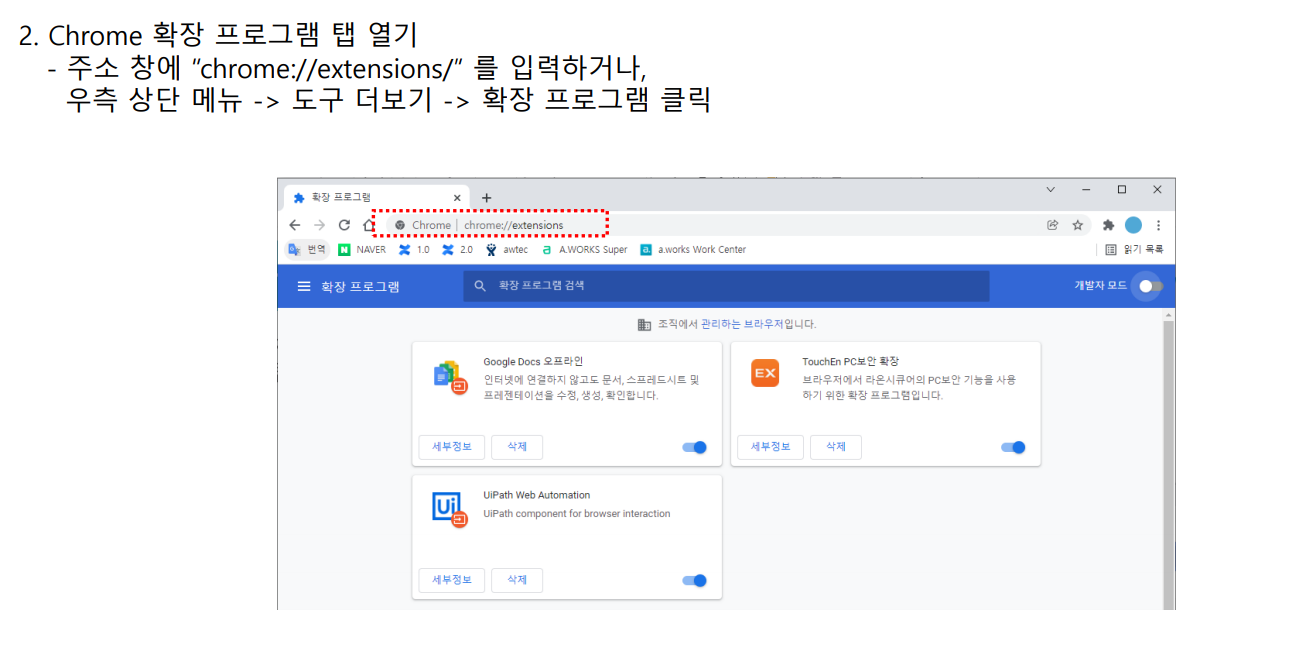 2. Chrome 확장 프로그램 탭 열기
- 주소 창에 “chrome://extensions/“ 를 입력하거나,
우측 상단 메뉴 -> 도구 더보기 -> 확장 프로그램 클릭
확장 프로그램
Chrome | chrome://extensions
번역 NAVER 1.0 2.0 awtec A.WORKS Super a.works Work Center 읽기 목록
확장 프로그램 확장 프로그램 검색 개발자 모드
조직에서 관리하는 브라우저입니다.
Google Docs 오프라인
인터넷에 연결하지 않고도 문서, 스프레드시트 및
프레젠테이션을 수정, 생성, 확인합니다.
세부정보 삭제
EX
TouchEn PC보안 확장
브라우저에서 라온시큐어의 PC보안 기능을 사용
하기 위한 확장 프로그램입니다.
세부정보 삭제
Ui
UiPath Web Automation
UiPath component for browser interaction
세부정보 삭제